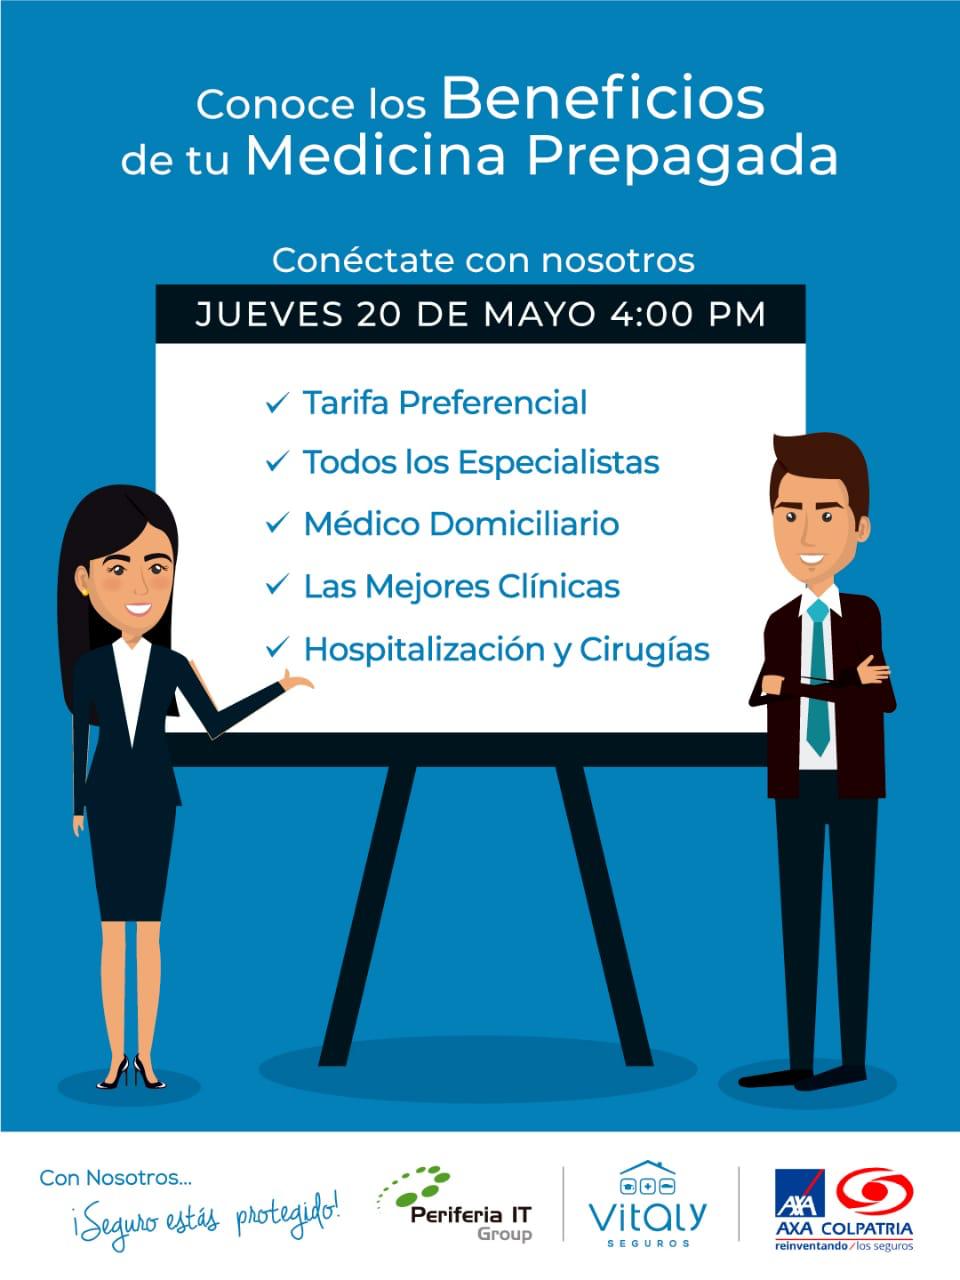 Conoce los Beneficios
de tu Medicina Prepagada
Conéctate con nosotros
JUEVES 20 DE MAYO 4:00 PM
✓ Tarifa Preferencial
✓ Todos los Especialistas
✓ Médico Domiciliario
✓ Las Mejores Clínicas
✓ Hospitalización y Cirugías
Con Nosotros...
¡Seguro estás protegido!
Periferia IT
Group
Vitaly
SEGUROS
AXA
AXA COLPATRIA
reinventando/los seguros